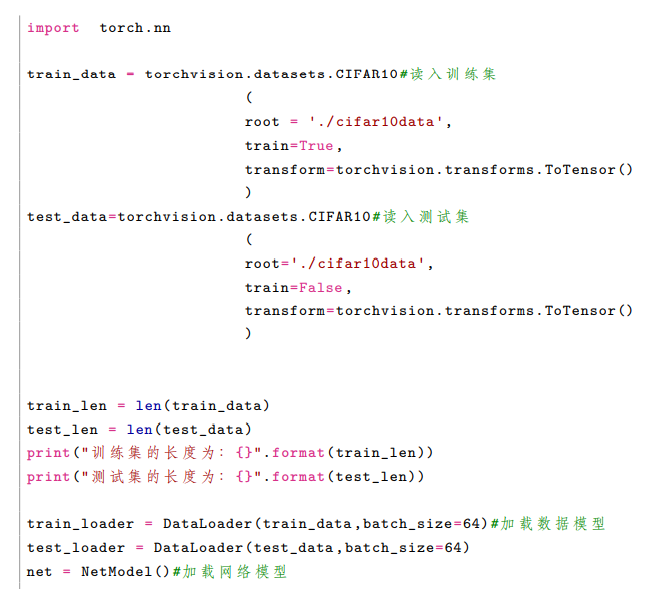 import torch.nn
train_data = torchvision.datasets.CIFAR10#读入训练集
(
root = './cifar10data',
train=True,
transform=torchvision.transforms.ToTensor()
)
test_data=torchvision.datasets.CIFAR10#读入测试集
(
root='./cifar10data',
train=False,
transform=torchvision.transforms.ToTensor()
)
train_len = len(train_data)
test_len = len(test_data)
print("训练集的长度为: {}".format(train_len))
print("测试集的长度为: {}".format(test_len))
train_loader = DataLoader(train_data,batch_size=64)#加载数据模型
test_loader = DataLoader(test_data,batch_size=64)
net = NetModel()#加载网络模型